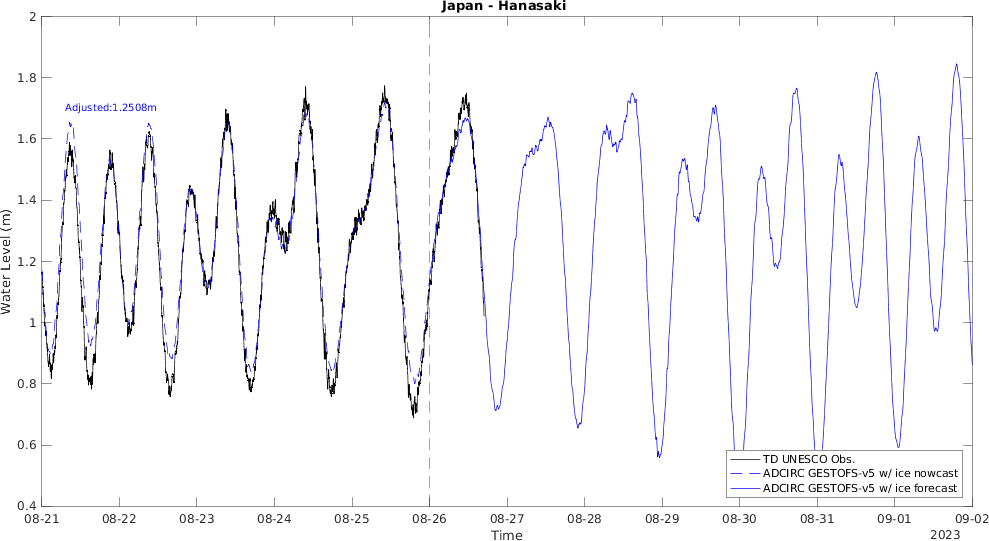 Japan - Hanasaki
2
1.8
1.6
1.4
1.2
1
0.8
0.6
0.4
Water Level (m)
Adjusted:1.2508m
TD UNESCO Obs.
ADCIRC GESTOFS-v5 w/ ice nowcast
ADCIRC GESTOFS-v5 w/ ice forecast
08-21 08-22 08-23 08-24 08-25 08-26 08-27 08-28 08-29 08-30 08-31 09-01 09-02
Time
2023